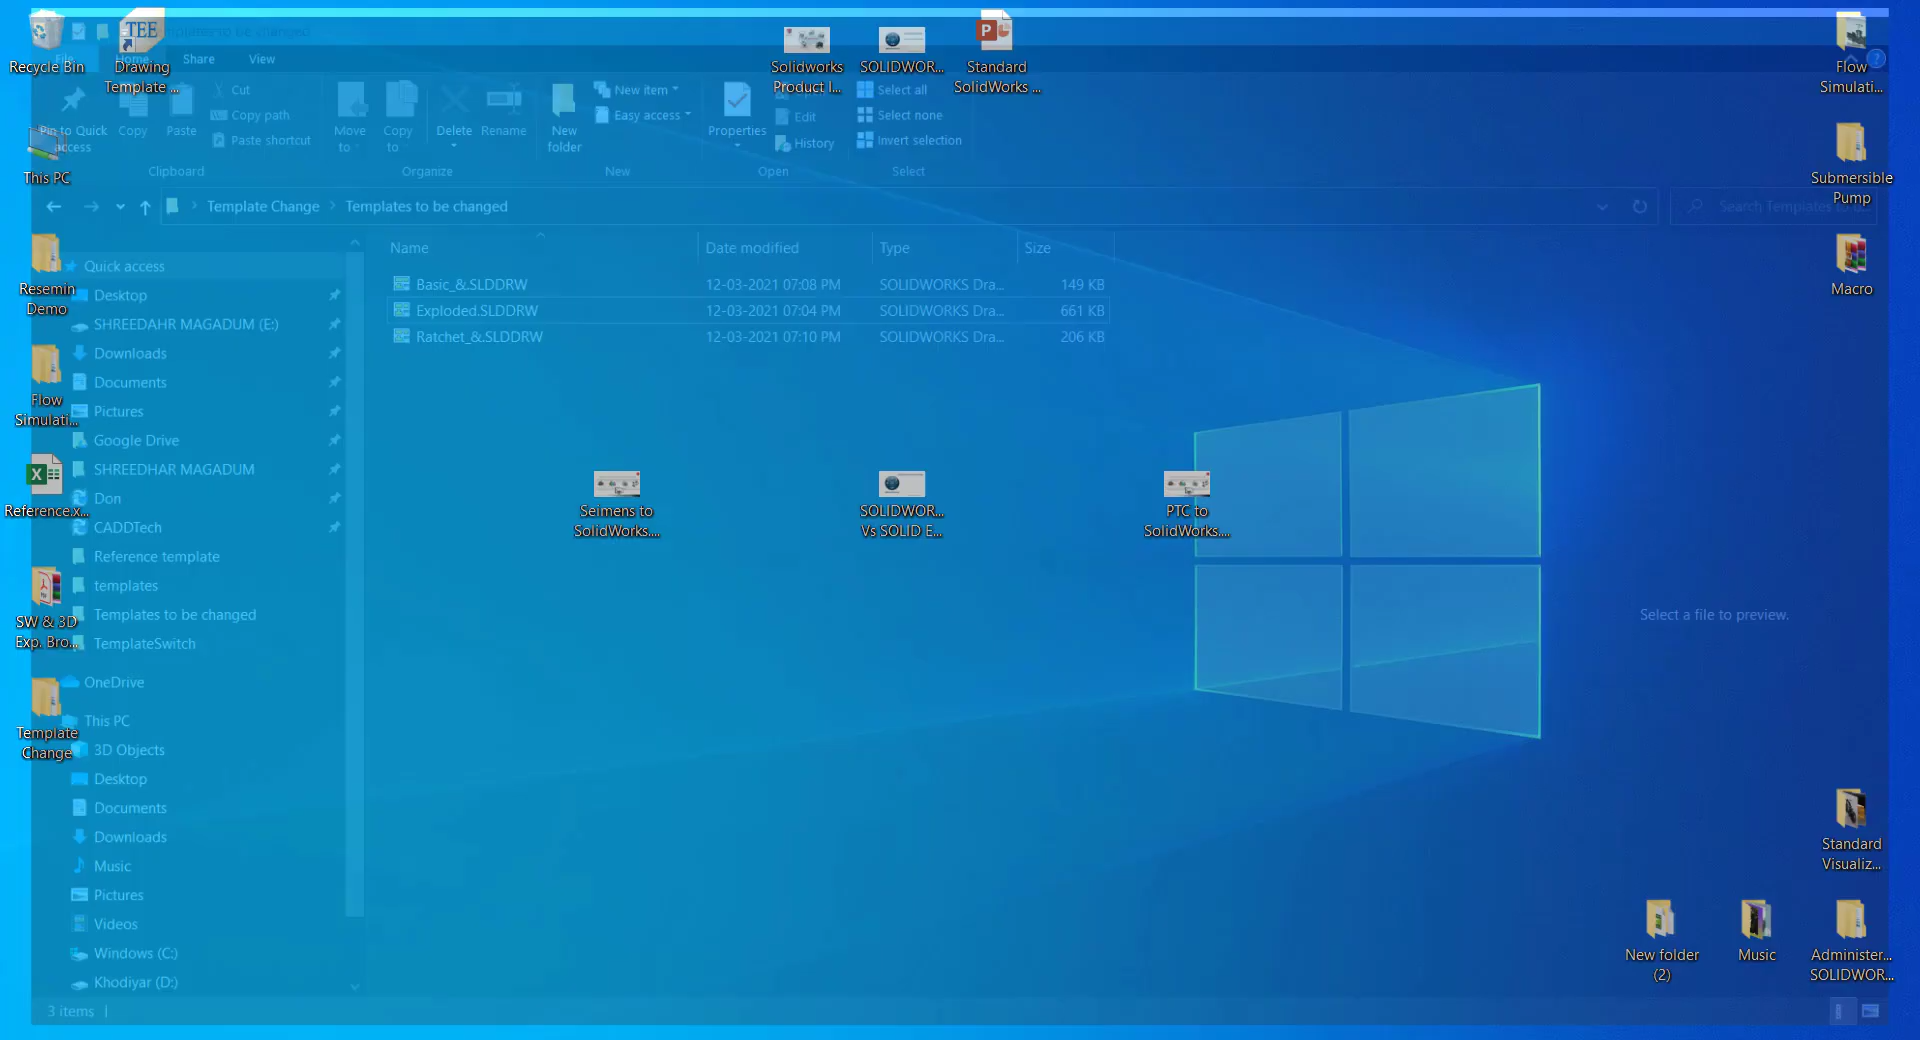 Templates to be changed
File
Home
Share
View
Pin to Quick access
Copy
Paste
Cut
Copy path
Paste shortcut
Clipboard
Move to
Copy to
Delete
Rename
Organize
New folder
New item
Easy access
New
Properties
Edit
History
Open
Select all
Select none
Invert selection
Select
Template Change
Templates to be changed
Search Templates to b...
Quick access
Desktop
SHREEDAHR MAGADUM (E:)
Downloads
Documents
Pictures
Google Drive
SHREEDHAR MAGADUM
Don
CADDTech
Reference template
templates
Templates to be changed
TemplateSwitch
OneDrive
This PC
3D Objects
Desktop
Documents
Downloads
Music
Pictures
Videos
Windows (C:)
Khodiyar (D:)
Name Date modified Type Size
Basic_&.SLDDRW 12-03-2021 07:08 PM SOLIDWORKS Dra... 149 KB
Exploded.SLDDRW 12-03-2021 07:04 PM SOLIDWORKS Dra... 661 KB
Ratchet_&.SLDDRW 12-03-2021 07:10 PM SOLIDWORKS Dra... 206 KB
Select a file to preview.
3 items
Recycle Bin
TEE
Drawing
Template ...
This PC
Resemin
Demo
Flow
Simulati...
Reference.x...
SW & 3D
Exp. Bro...
Template
Change
Solidworks
Product I...
SOLIDWOR...
Standard
SolidWorks ...
Seimens to
SolidWorks....
SOLIDWOR...
Vs SOLID E...
PTC to
SolidWorks....
Flow
Simulati...
Submersible
Pump
Macro
Standard
Visualiz...
New folder
(2)
Music
Administer...
SOLIDWOR...